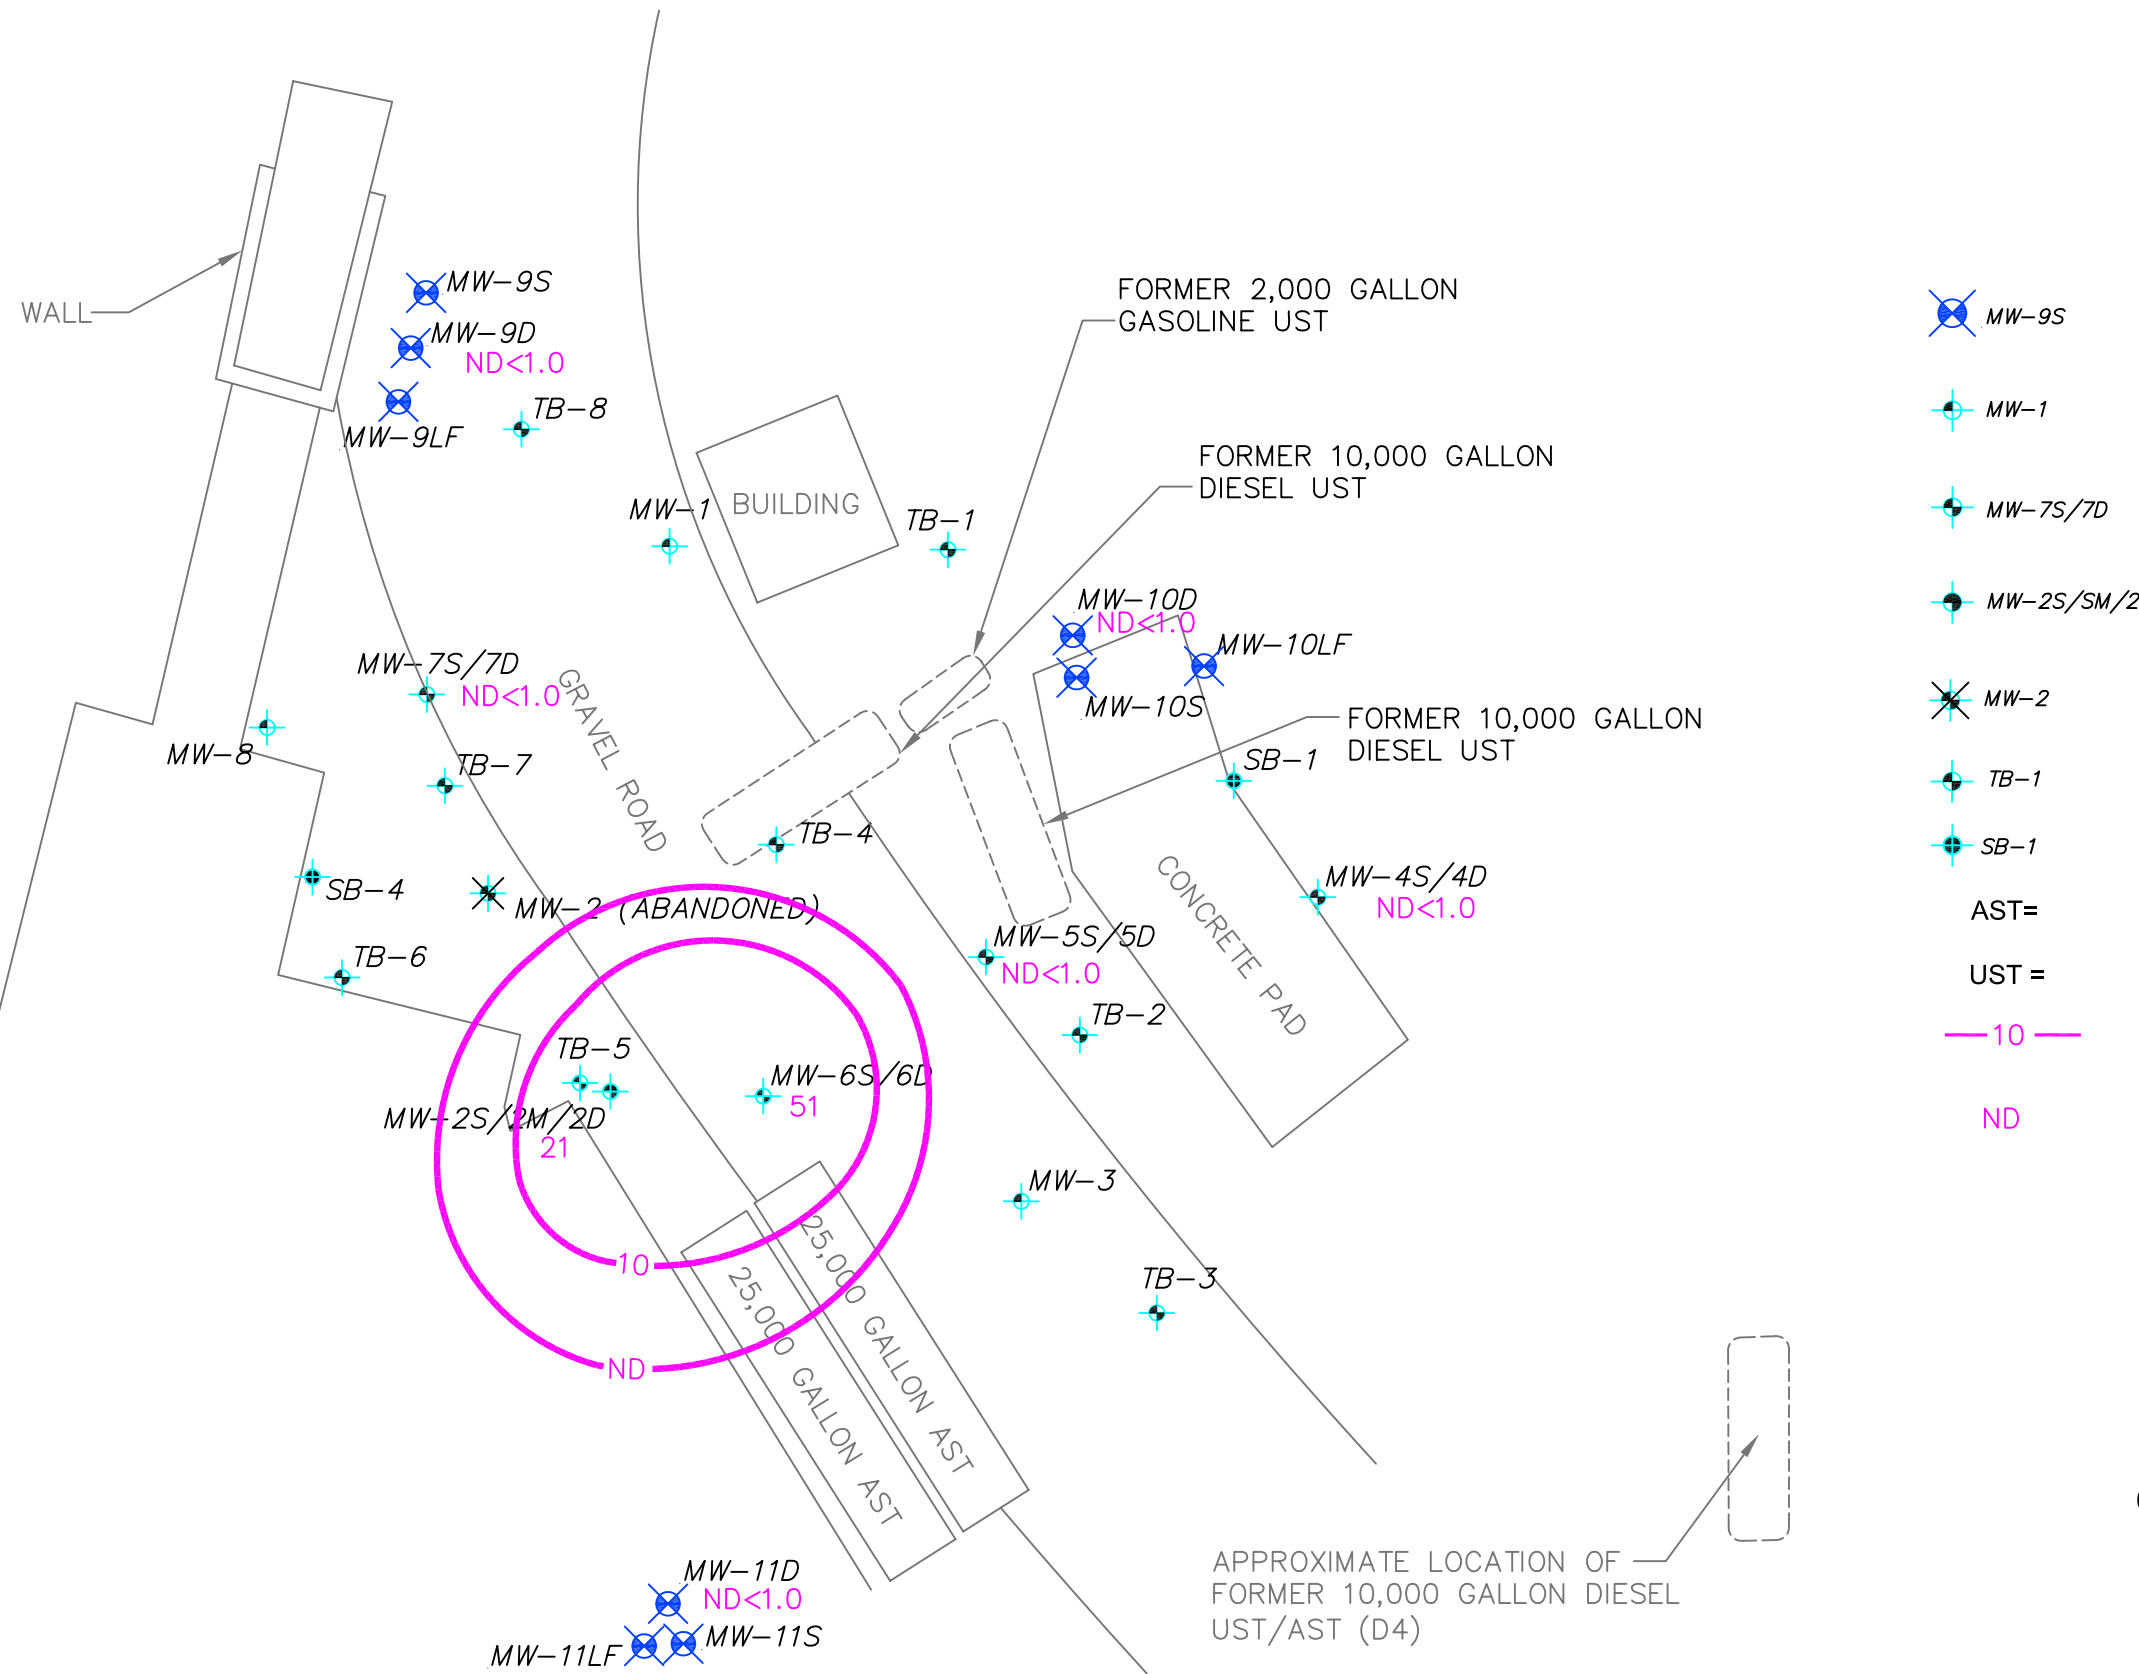 WALL
MW-9S
MW-9D
ND<1.0
MW-9LF
TB-8
FORMER 2,000 GALLON
GASOLINE UST
MW-9S
MW-1
FORMER 10,000 GALLON
DIESEL UST
MW-1
BUILDING
TB-1
MW-7S/7D
MW-10D
ND<1.0
MW-10LF
MW-10S
MW-2S/SM/2
MW-7S/7D
ND<1.0
GRAVEL ROAD
MW-8
TB-7
FORMER 10,000 GALLON
DIESEL UST
MW-2
SB-1
TB-1
TB-4
SB-1
SB-4
MW-2 (ABANDONED)
CONCRETE PAD
MW-4S/4D
ND<1.0
AST=
TB-6
MW-5S/5D
ND<1.0
UST =
TB-2
10
TB-5
MW-6S/6D
51
MW-2S/2M/2D
21
ND
MW-3
10
TB-3
ND
25,000 GALLON AST
25,000 GALLON AST
MW-11D
ND<1.0
MW-11S
MW-11LF
APPROXIMATE LOCATION OF
FORMER 10,000 GALLON DIESEL
UST/AST (D4)